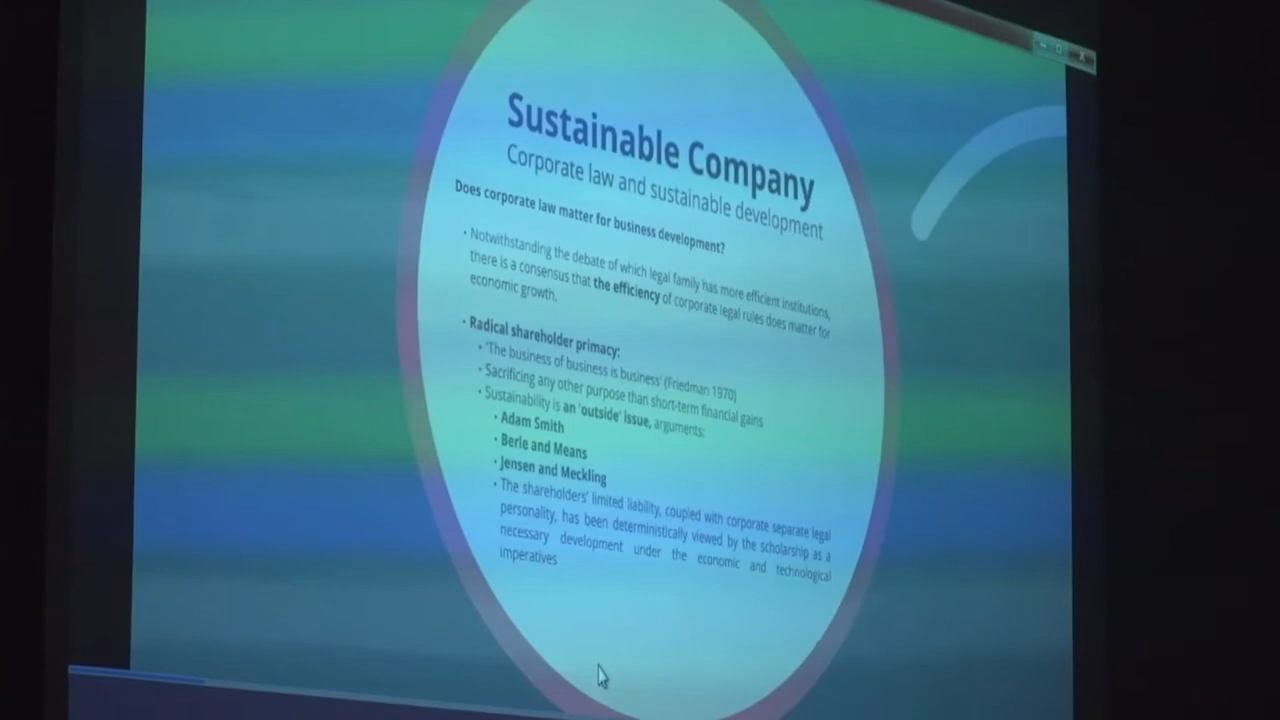 Sustainable Company
Corporate law and sustainable development
Does corporate law matter for business development?
• Notwithstanding the debate of which legal family has more efficient institutions,
there is a consensus that the efficiency of corporate legal rules does matter for
economic growth.
• Radical shareholder primacy:
• 'The business of business is business' (Friedman 1970)
• Sacrificing any other purpose than short-term financial gains
• Sustainability is an 'outside' issue, arguments:
• Adam Smith
• Berle and Means
• Jensen and Meckling
• The shareholders' limited liability, coupled with corporate separate legal
personality, has been deterministically viewed by the scholarship as a
necessary development under the economic and technological
imperatives